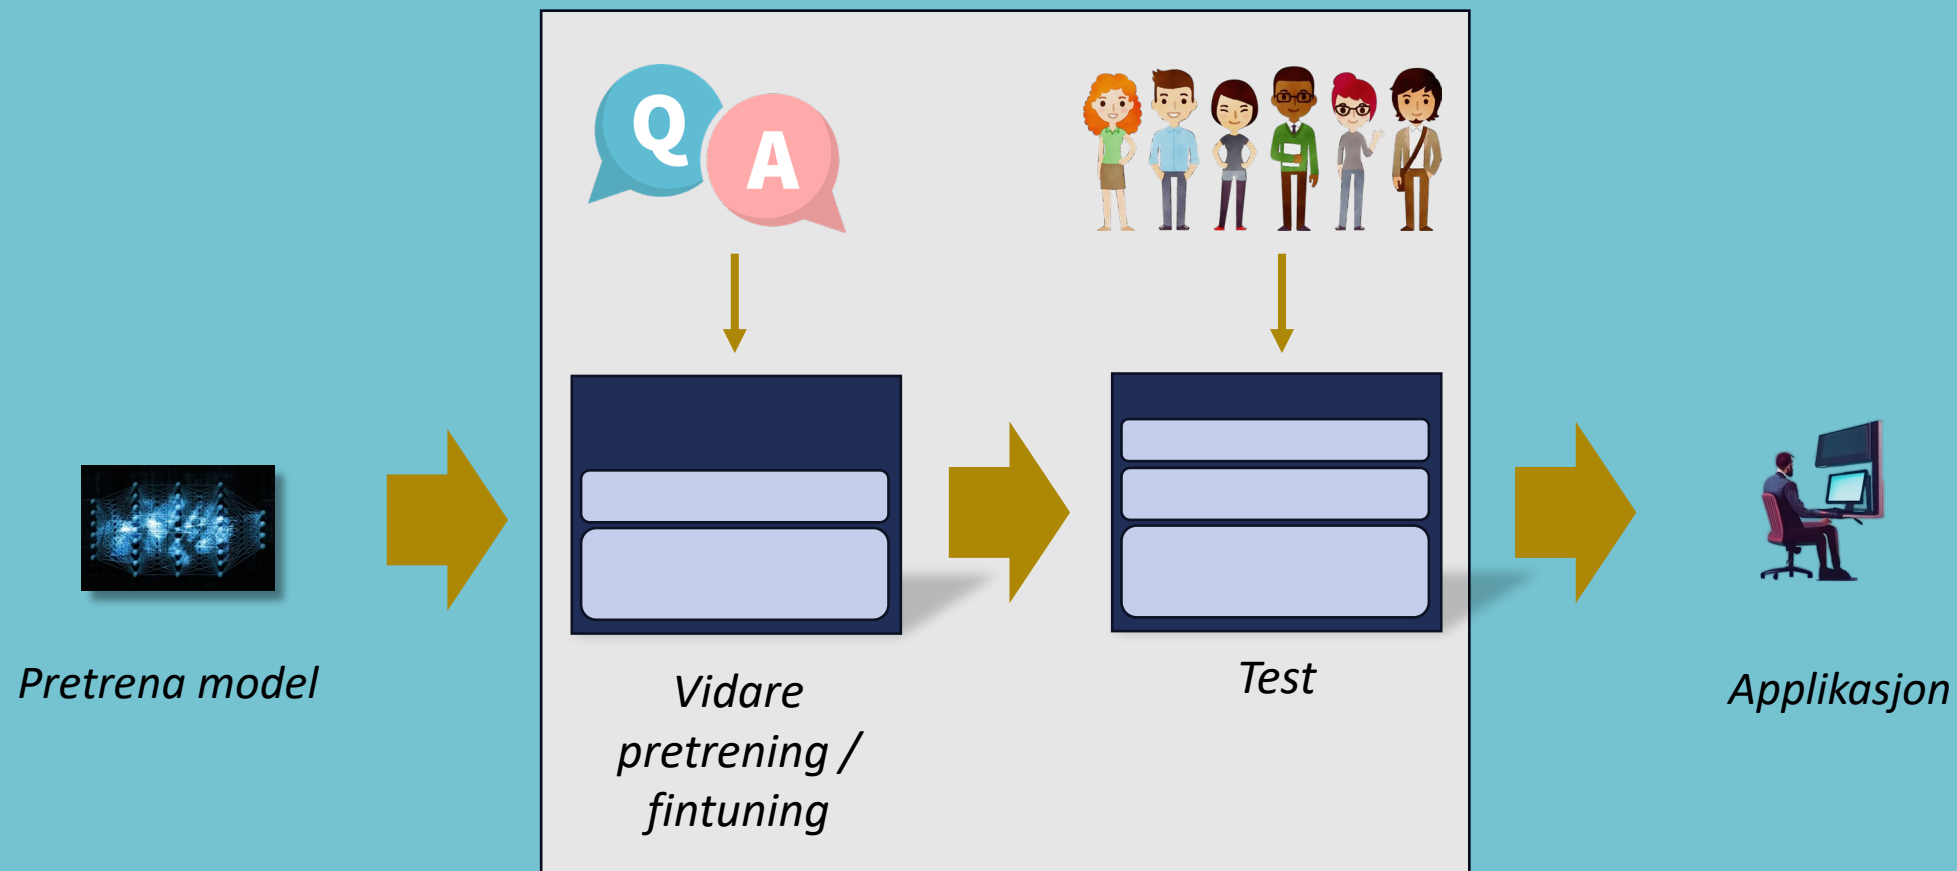 Q
A
Pretrena model
Vidare
pretrening /
fintuning
Test
Applikasjon